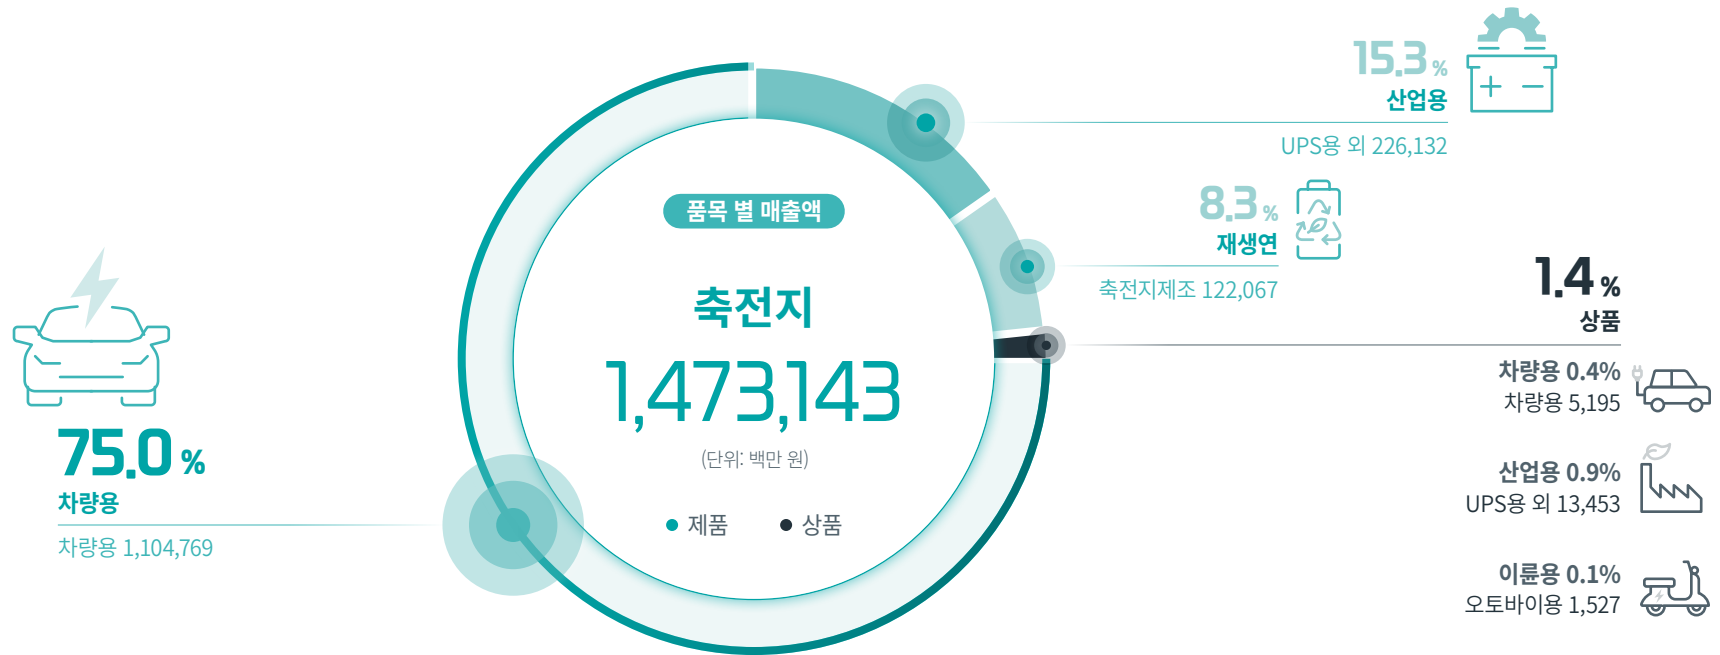 품목 별 매출액
축전지
1,473,143
(단위: 백만 원)
제품
상품
75.0 %
차량용
차량용 1,104,769
15.3 %
산업용
UPS용 외 226,132
8.3 %
재생연
축전지제조 122,067
1.4 %
상품
차량용 0.4%
차량용 5,195
산업용 0.9%
UPS용 외 13,453
이륜용 0.1%
오토바이용 1,527